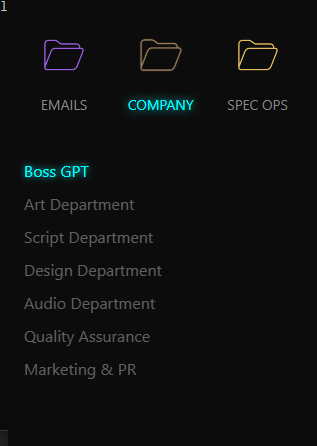 1
EMAILS COMPANY SPEC OPS
Boss GPT
Art Department
Script Department
Design Department
Audio Department
Quality Assurance
Marketing & PR